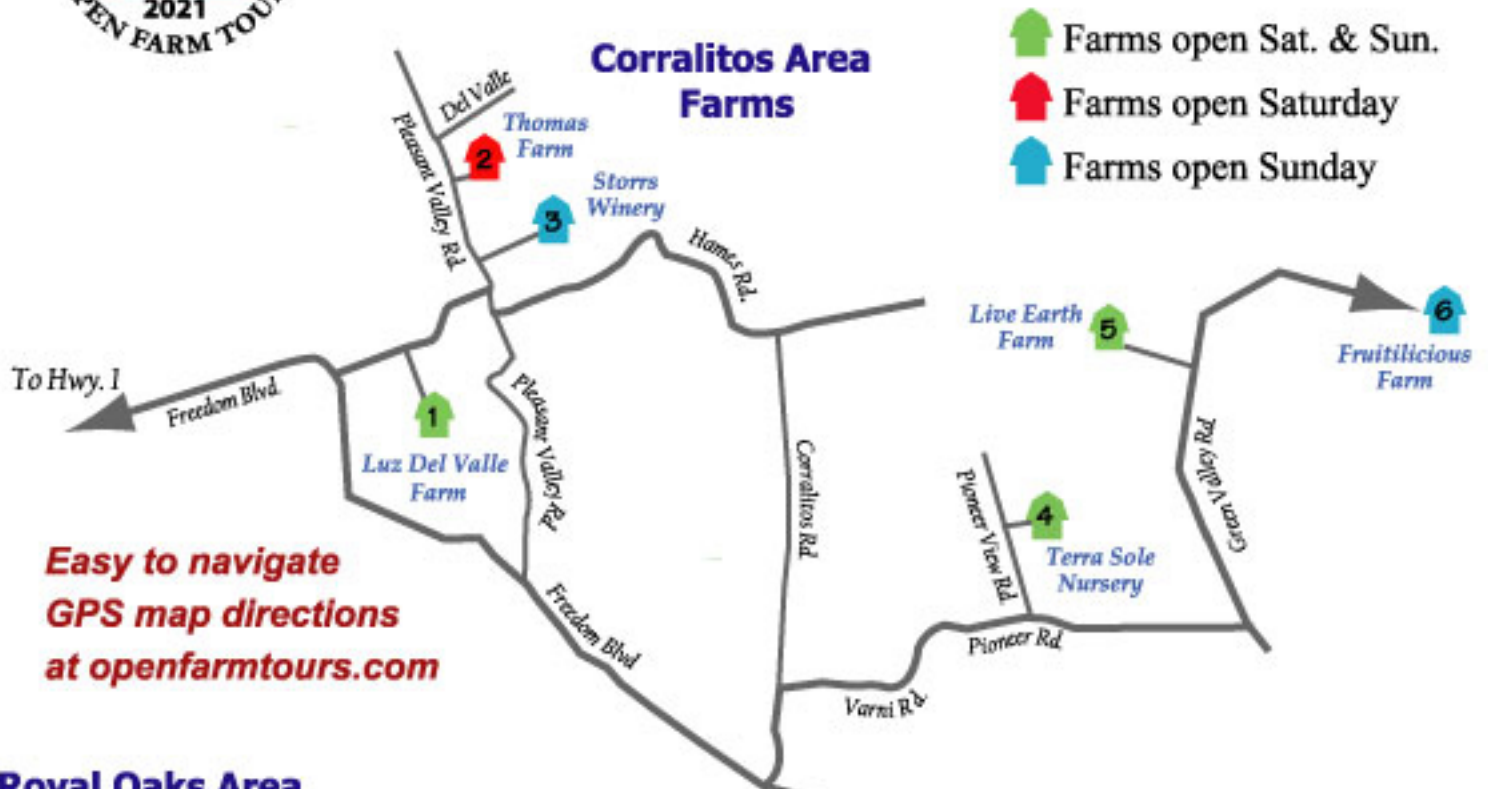 2021
OPEN FARM TOUR
Corralitos Area
Farms
Farms open Sat. & Sun.
Farms open Saturday
Farms open Sunday
Del Valle
Pleasant Valley Rd.
2
Thomas
Farm
3
Storrs
Winery
Hames Rd.
Live Earth
Farm
5
6
Fruitilicious
Farm
To Hwy. 1
Freedom Blvd.
1
Luz Del Valle
Farm
Pleasant Valley Rd
Corralitos Rd.
Green Valley Rd.
Pioneer View Rd.
4
Terra Sole
Nursery
Easy to navigate
GPS map directions
at openfarmtours.com
Freedom Blvd
Pioneer Rd.
Varni Rd.
Royal Oaks Area